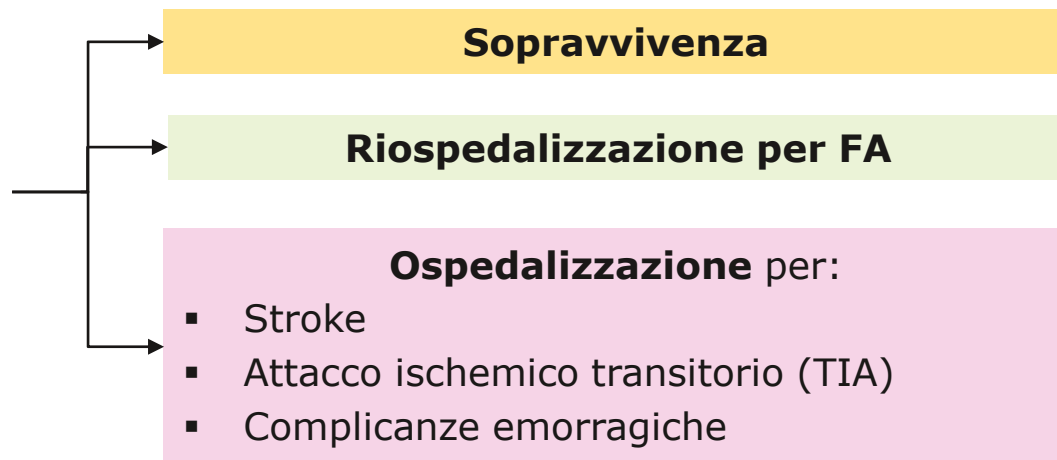 Sopravvivenza
Riospedalizzazione per FA
Ospedalizzazione per:
▪ Stroke
▪ Attacco ischemico transitorio (TIA)
▪ Complicanze emorragiche